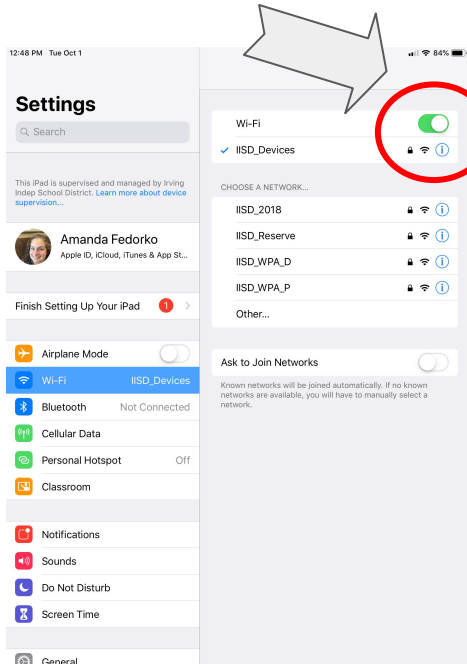 12:48 PM Tue Oct 1
84%
Settings
Search
This iPad is supervised and managed by Irving
Indep School District. Learn more about device
supervision...
Amanda
Fedorko
Apple ID, iCloud, iTunes & App St...
Finish Setting Up Your iPad 1
Airplane Mode
Wi-Fi IISD_Devices
Bluetooth Not Connected
Cellular Data
Personal Hotspot Off
Classroom
Notifications
Sounds
Do Not Disturb
Screen Time
General
Wi-Fi
IISD_Devices
CHOOSE A NETWORK...
IISD_2018
IISD_Reserve
IISD_WPA_D
IISD_WPA_P
Other...
Ask to Join Networks
Known networks will be joined automatically. If no known
networks are available, you will have to manually select a
network.